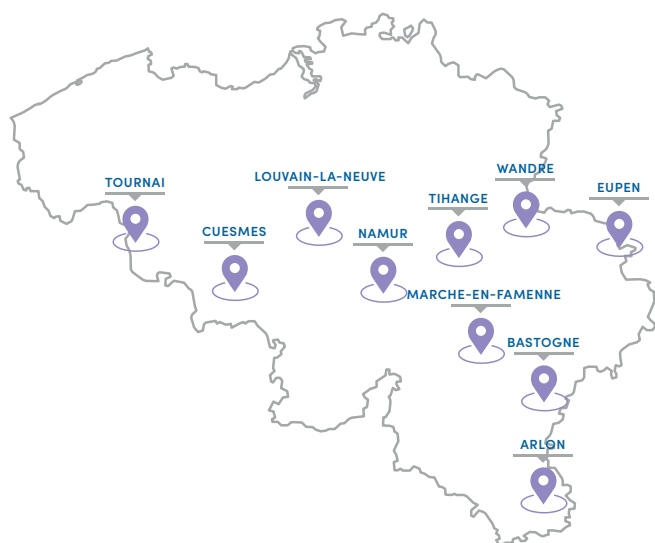 WANDRE
LOUVAIN-LA-NEUVE
TOURNAI
EUPEN
TIHANGE
CUESMES
NAMUR
MARCHE-EN-FAMENNE
BASTOGNE
ARLON